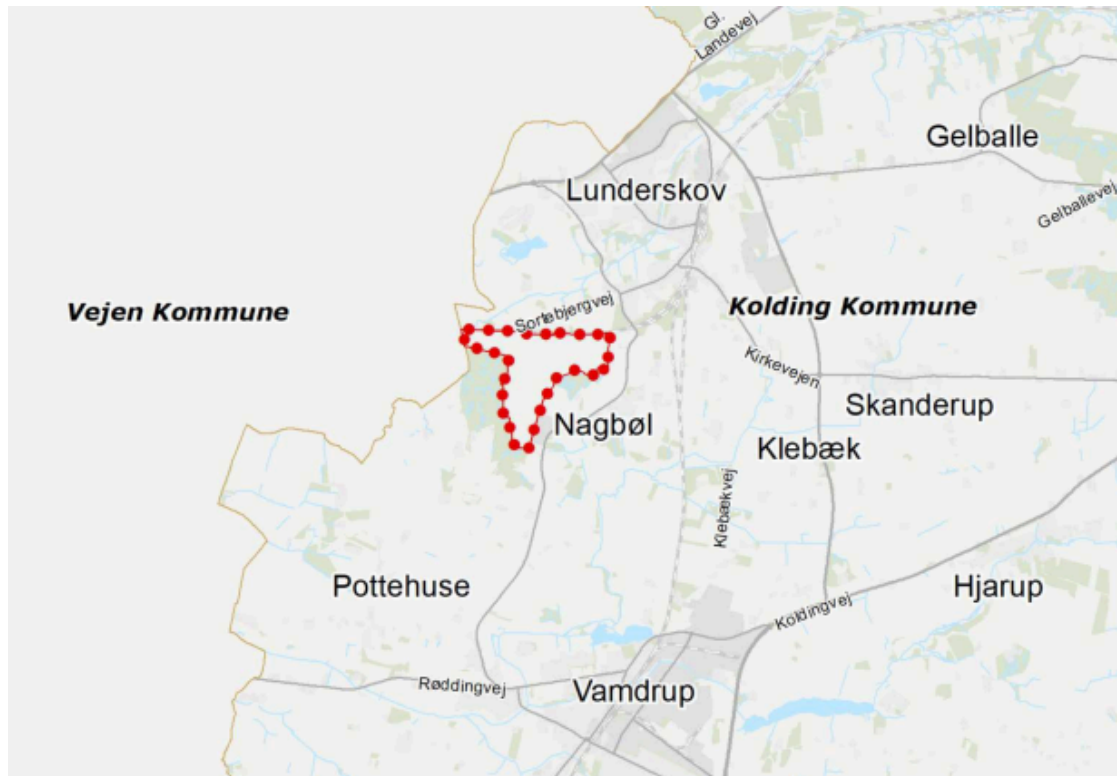 Gl.
Landevej
Gelballe
Lunderskov
Gelballevej
Vejen Kommune
Sortebjergvej
Kolding Kommune
Kirkevejen
Skanderup
Nagbøl
Klebæk
Klebækvej
Pottehuse
Hjarup
Koldingvej
Røddingvej
Vamdrup